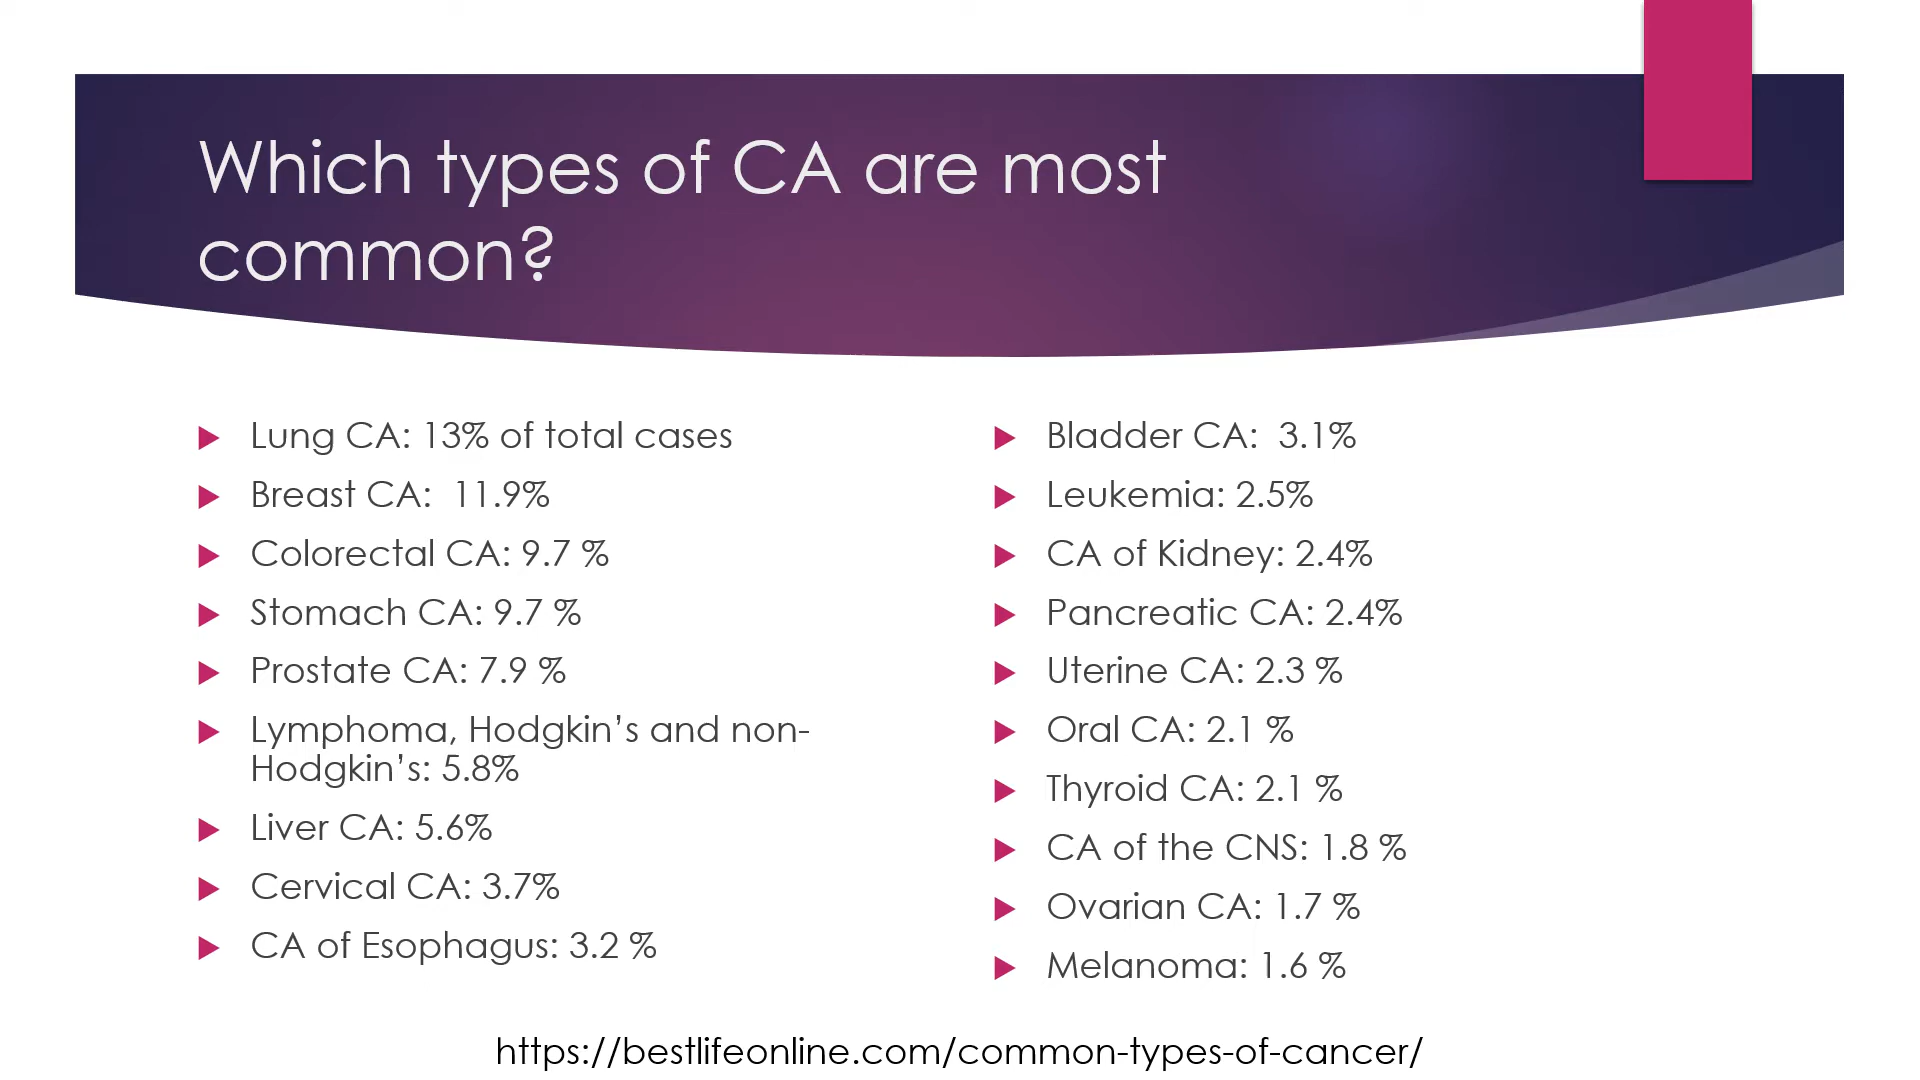 Which types of CA are most
common?
Lung CA: 13% of total cases
Breast CA:  11.9%
Colorectal CA: 9.7 %
Stomach CA: 9.7 %
Prostate CA: 7.9 %
Lymphoma, Hodgkin’s and non-
Hodgkin’s: 5.8%
Liver CA: 5.6%
Cervical CA: 3.7%
CA of Esophagus: 3.2 %
Bladder CA:  3.1%
Leukemia: 2.5%
CA of Kidney: 2.4%
Pancreatic CA: 2.4%
Uterine CA: 2.3 %
Oral CA: 2.1 %
Thyroid CA: 2.1 %
CA of the CNS: 1.8 %
Ovarian CA: 1.7 %
Melanoma: 1.6 %
https://bestlifeonline.com/common-types-of-cancer/